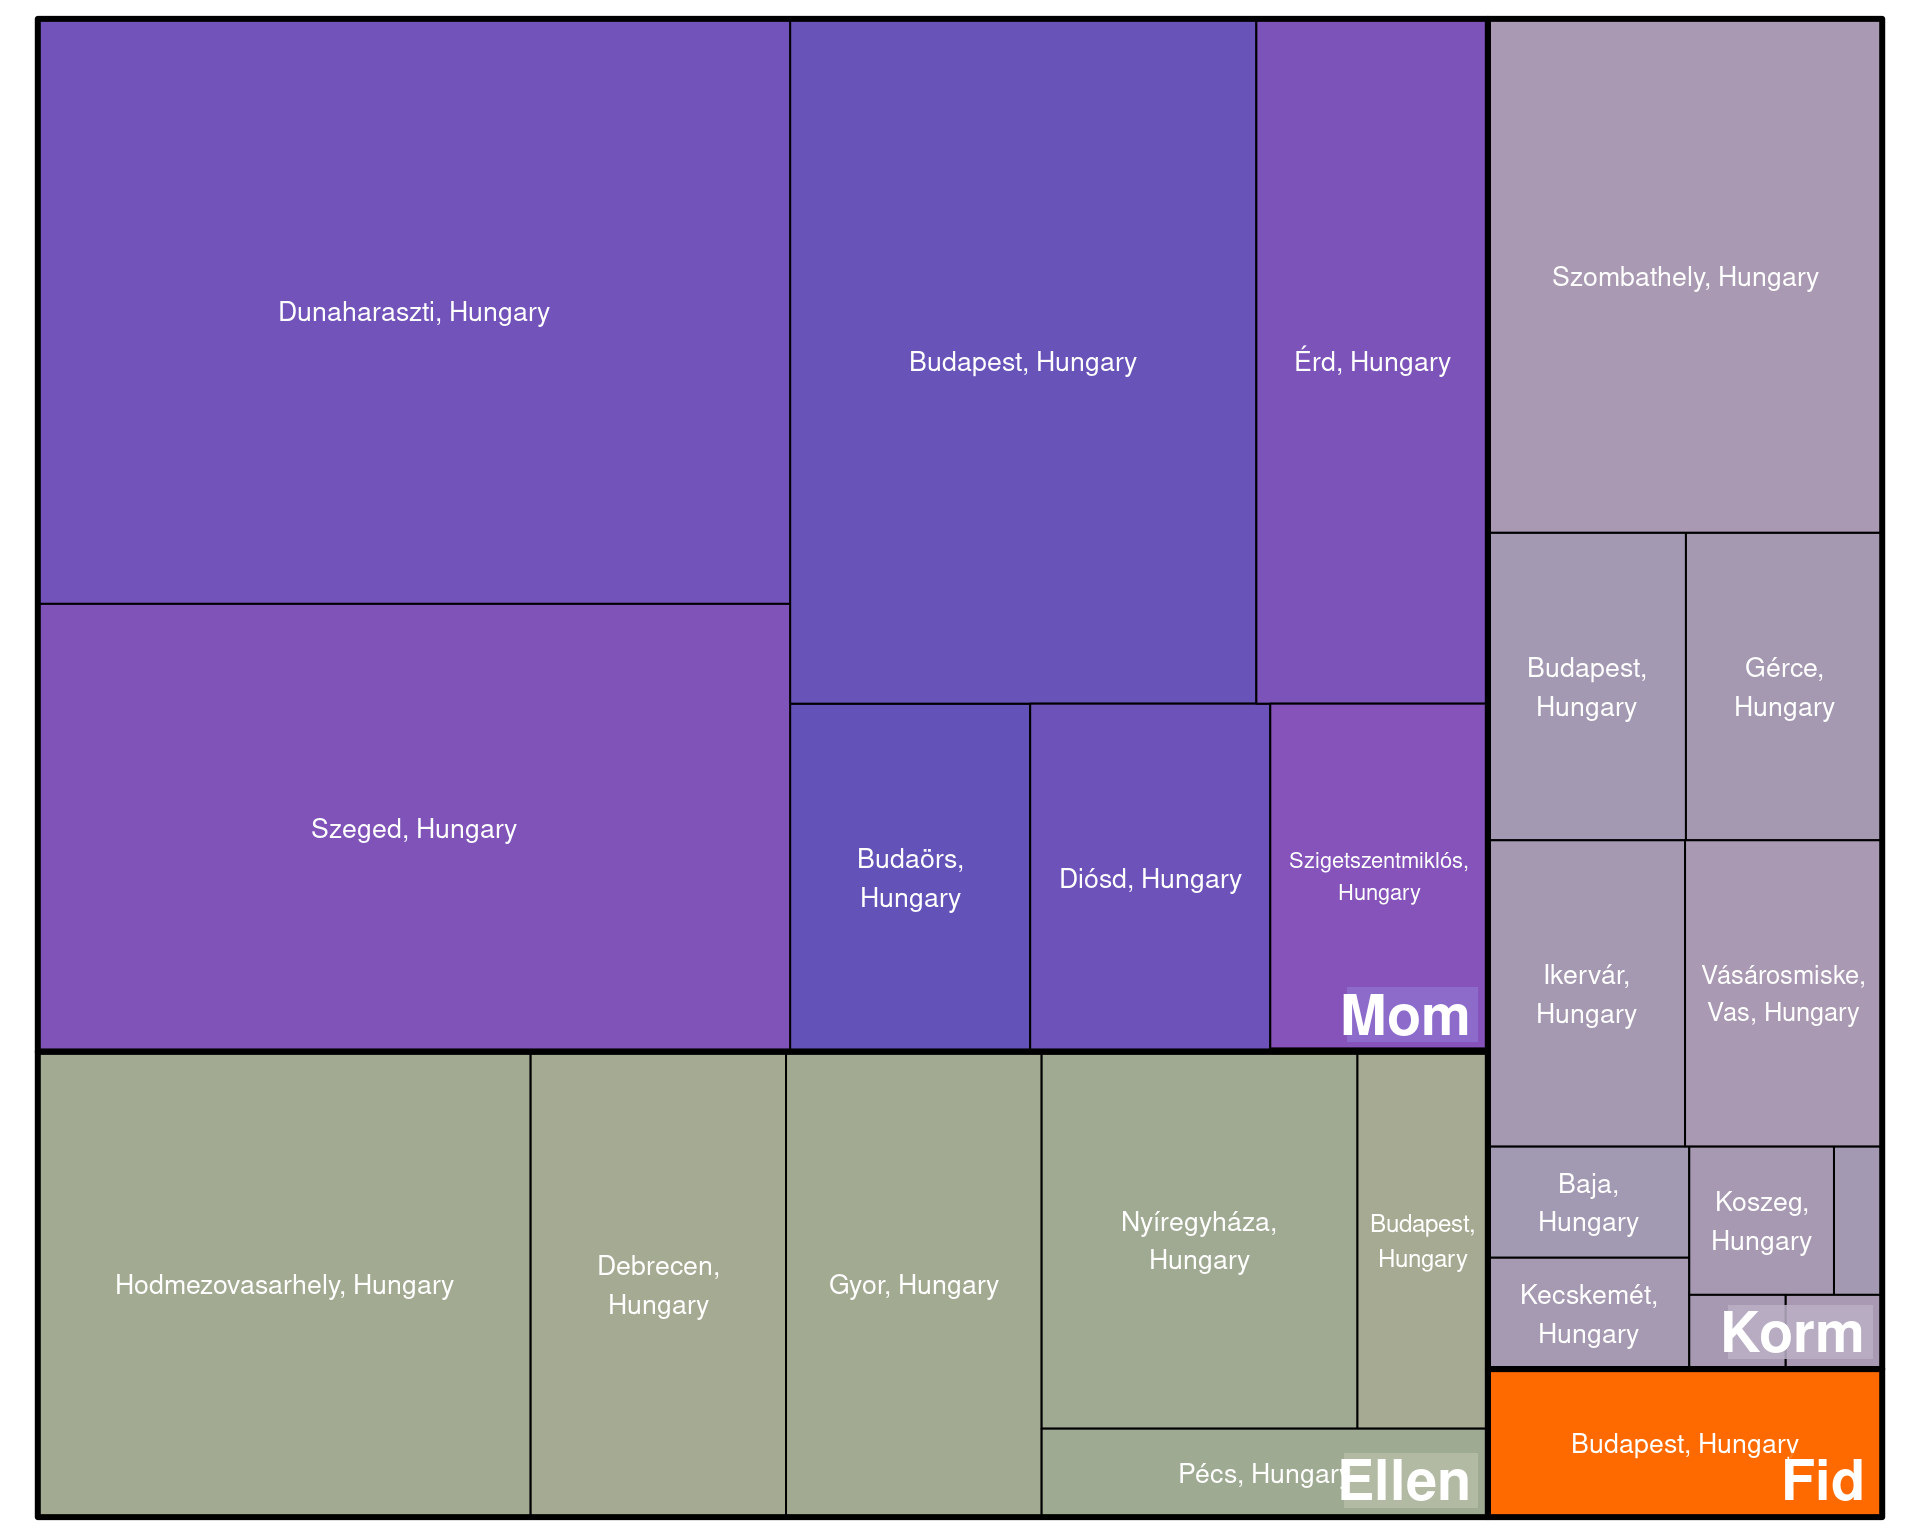 Dunaharaszti, Hungary
Budapest, Hungary
Érd, Hungary
Szeged, Hungary
Budaörs,
Hungary
Diósd, Hungary
Szigetszentmiklós,
Hungary
Mom
Hodmezovasarhely, Hungary
Debrecen,
Hungary
Gyor, Hungary
Nyíregyháza,
Hungary
Budapest,
Hungary
Pécs, Hungary
Ellen
Szombathely, Hungary
Budapest,
Hungary
Gérce,
Hungary
Ikervár,
Hungary
Vásárosmiske,
Vas, Hungary
Baja,
Hungary
Koszeg,
Hungary
Kecskemét,
Hungary
Korm
Budapest, Hungary
Fid